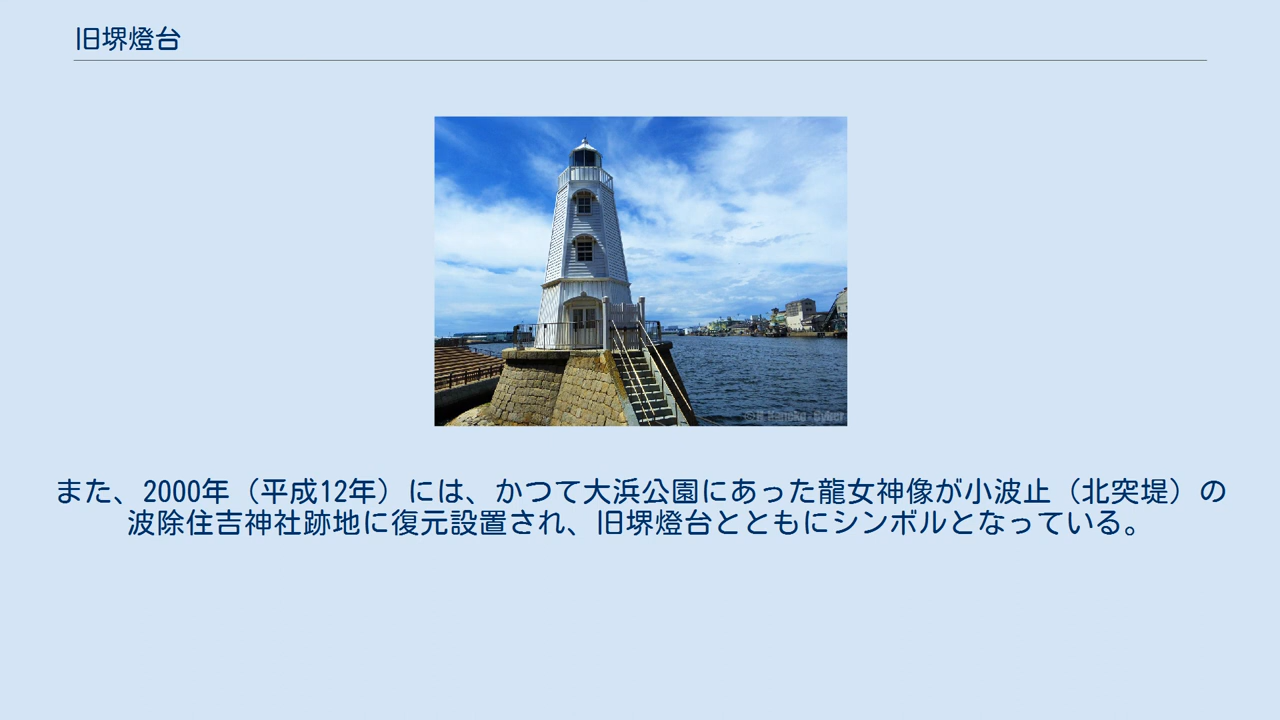 旧堺燈台
また、2000年（平成12年）には、かつて大浜公園にあった龍女神像が小波止（北突堤）の
波除住吉神社跡地に復元設置され、旧堺燈台とともにシンボルとなっている。